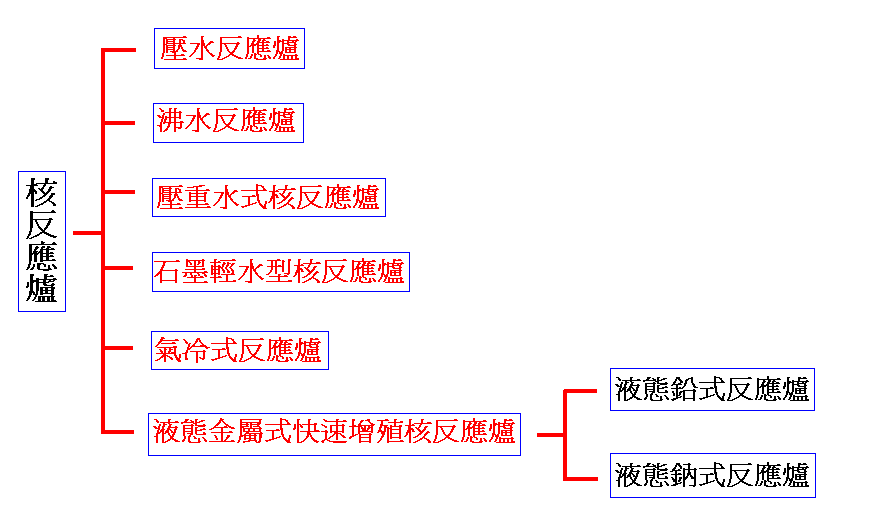 核反應爐
壓水反應爐
沸水反應爐
壓重水式核反應爐
石墨輕水型核反應爐
氣冷式反應爐
液態金屬式快速增殖核反應爐
液態鉛式反應爐
液態鈉式反應爐